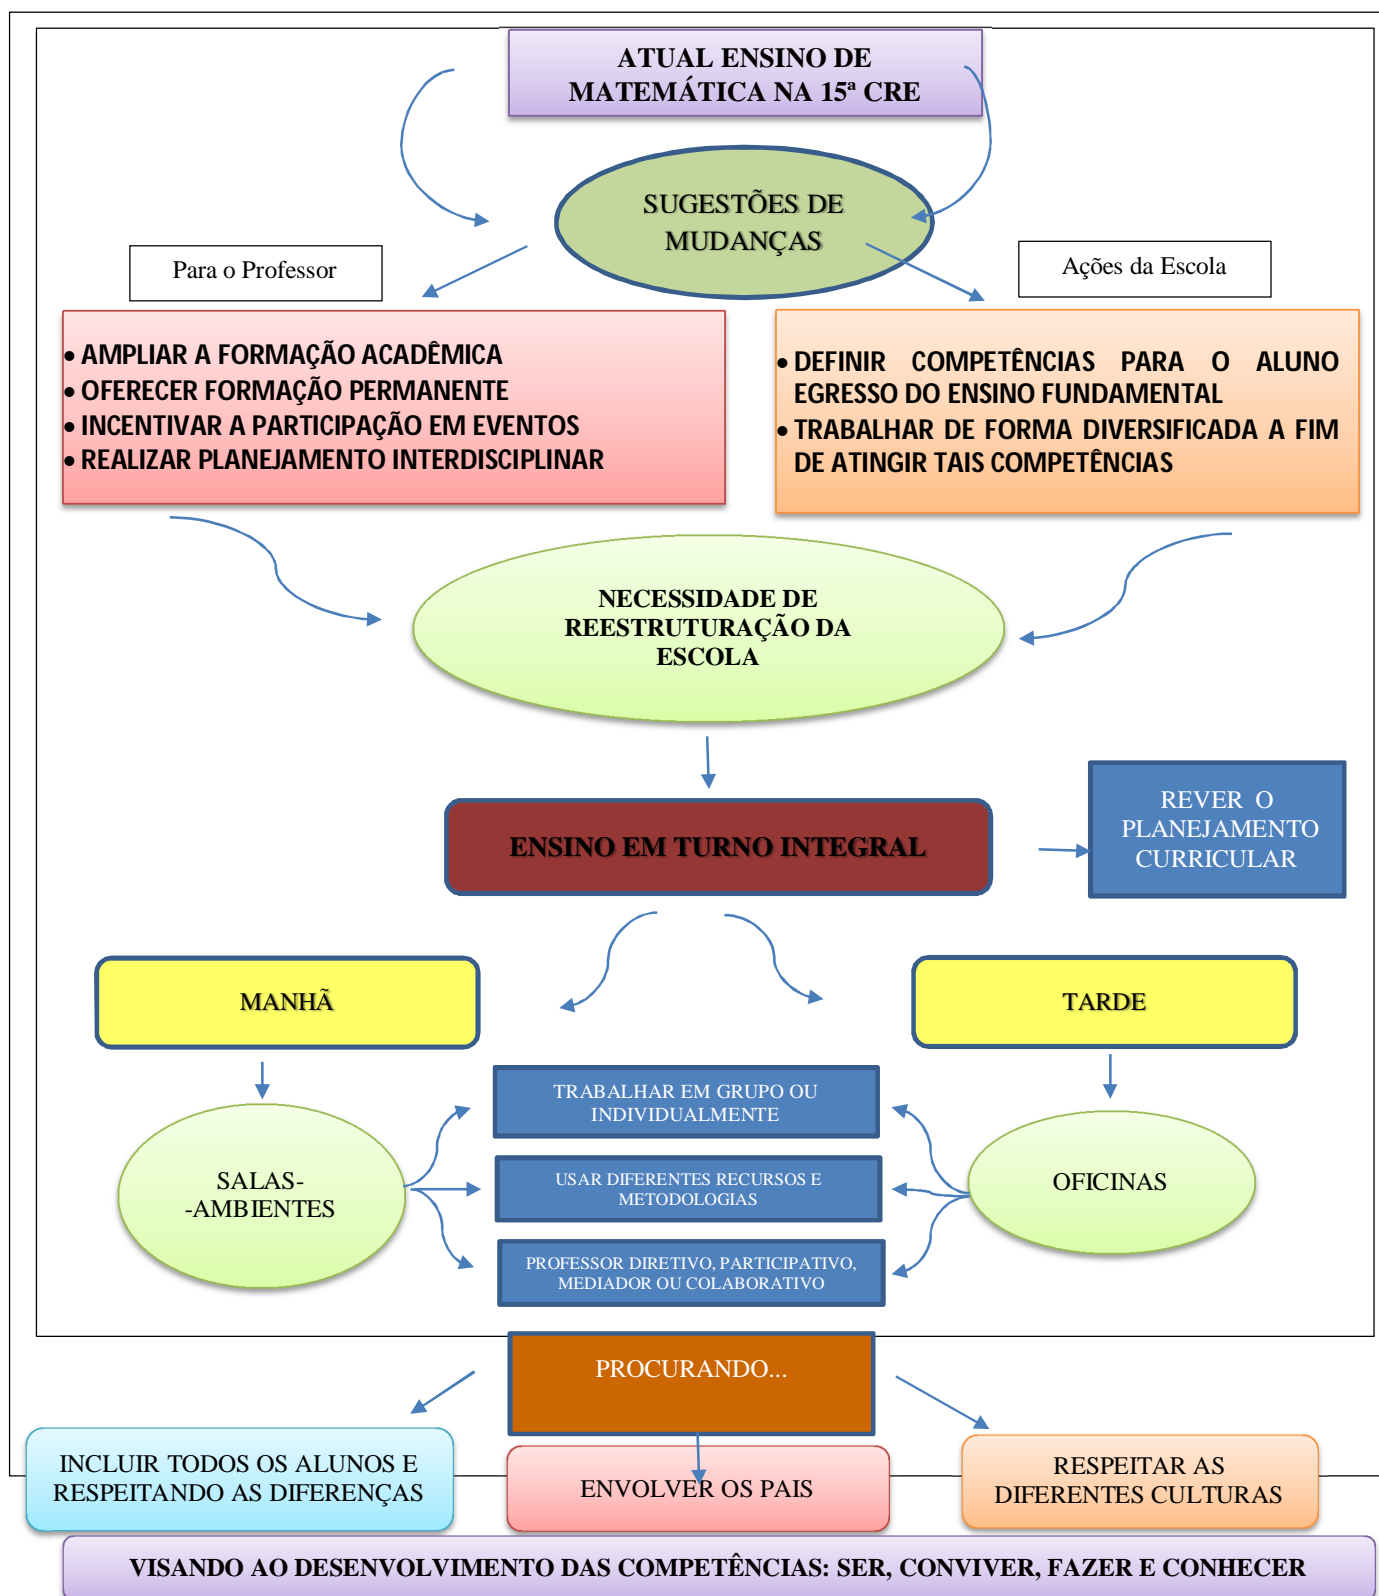 ATUAL ENSINO DE
MATEMÁTICA NA 15ª CRE
SUGESTÕES DE
MUDANÇAS
Para o Professor
Ações da Escola
• AMPLIAR A FORMAÇÃO ACADÊMICA
• OFERECER FORMAÇÃO PERMANENTE
• INCENTIVAR A PARTICIPAÇÃO EM EVENTOS
• REALIZAR PLANEJAMENTO INTERDISCIPLINAR
• DEFINIR COMPETÊNCIAS PARA O ALUNO
EGRESSO DO ENSINO FUNDAMENTAL
• TRABALHAR DE FORMA DIVERSIFICADA A FIM
DE ATINGIR TAIS COMPETÊNCIAS
NECESSIDADE DE
REESTRUTURAÇÃO DA
ESCOLA
ENSINO EM TURNO INTEGRAL
REVER O
PLANEJAMENTO
CURRICULAR
MANHÃ
TARDE
SALAS-
-AMBIENTES
TRABALHAR EM GRUPO OU
INDIVIDUALMENTE
USAR DIFERENTES RECURSOS E
METODOLOGIAS
PROFESSOR DIRETIVO, PARTICIPATIVO,
MEDIADOR OU COLABORATIVO
OFICINAS
PROCURANDO...
INCLUIR TODOS OS ALUNOS E
RESPEITANDO AS DIFERENÇAS
ENVOLVER OS PAIS
RESPEITAR AS
DIFERENTES CULTURAS
VISANDO AO DESENVOLVIMENTO DAS COMPETÊNCIAS: SER, CONVIVER, FAZER E CONHECER